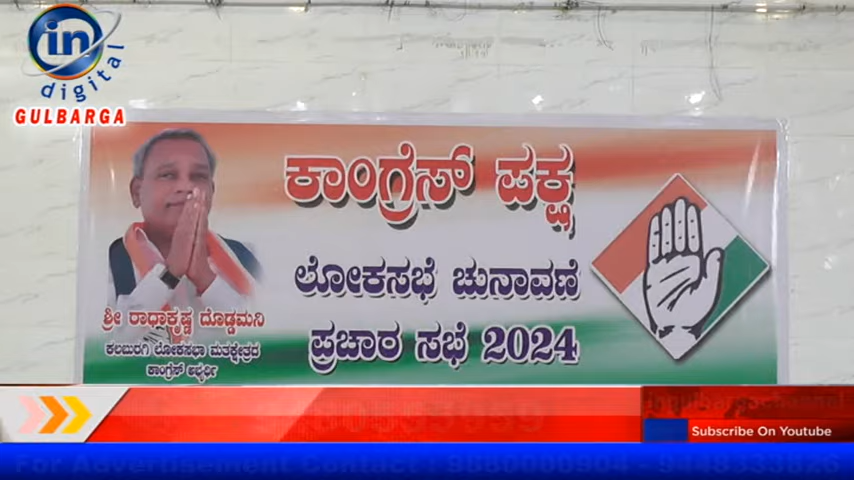 in
digital
GULBARGA
ಕಾಂಗ್ರೆಸ್ ಪಕ್ಷ
ಲೋಕಸಭೆ ಚುನಾವಣೆ
ಪ್ರಚಾರ ಸಭೆ 2024
ಶ್ರೀ ರಾಧಾಕೃಷ್ಣ ದೊಡ್ಡಮನಿ
ಕಲಬುರಗಿ ಲೋಕಸಭಾ ಮತಕ್ಷೇತ್ರದ
ಕಾಂಗ್ರೆಸ್ ಅಭ್ಯರ್ಥಿ
Subscribe On Youtube
For Advertisement Contact :